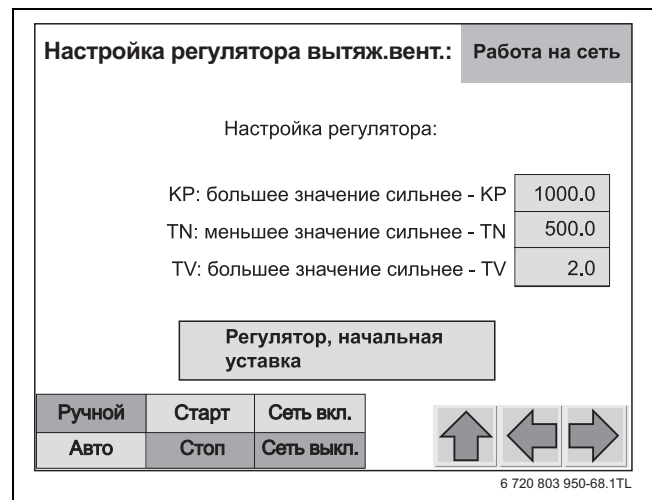 Настройка регулятора вытяж.вент.: Работа на сеть
Настройка регулятора:
КР: большее значение сильнее - КР 1000.0
TN: меньшее значение сильнее - TN 500.0
TV: большее значение сильнее - TV 2.0
Регулятор, начальная
уставка
Ручной Старт Сеть вкл.
Авто Стоп Сеть выкл.
6 720 803 950-68.1TL